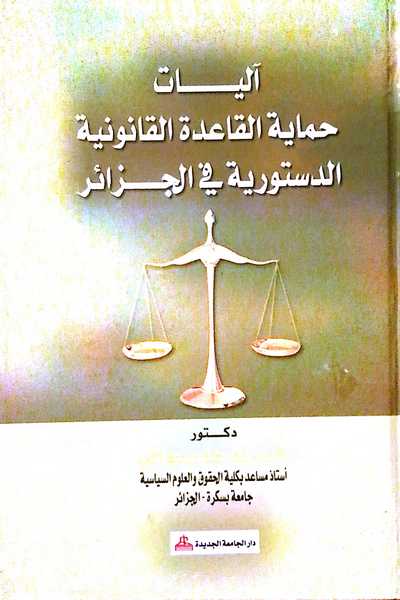 آليات
حماية القاعدة القانونية
الدستورية في الجزائر
دكتور
أستاذ مساعد بكلية الحقوق والعلوم السياسية
جامعة بسكرة - الجزائر
دار الجامعة الجديدة